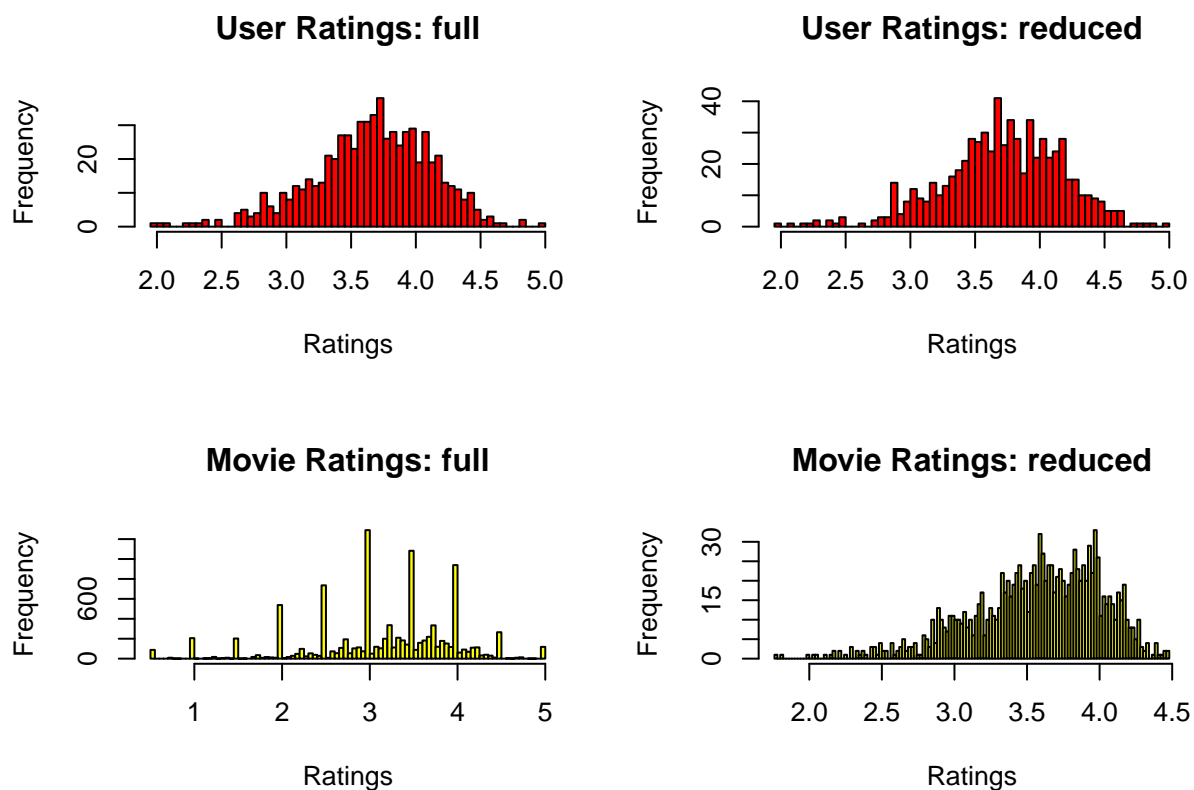 User Ratings: full
Frequency
0
20
2.0 2.5 3.0 3.5 4.0 4.5 5.0
Ratings
User Ratings: reduced
Frequency
0
20
40
2.0 2.5 3.0 3.5 4.0 4.5 5.0
Ratings
Movie Ratings: full
Frequency
0
600
1 2 3 4 5
Ratings
Movie Ratings: reduced
Frequency
0
15
30
2.0 2.5 3.0 3.5 4.0 4.5
Ratings